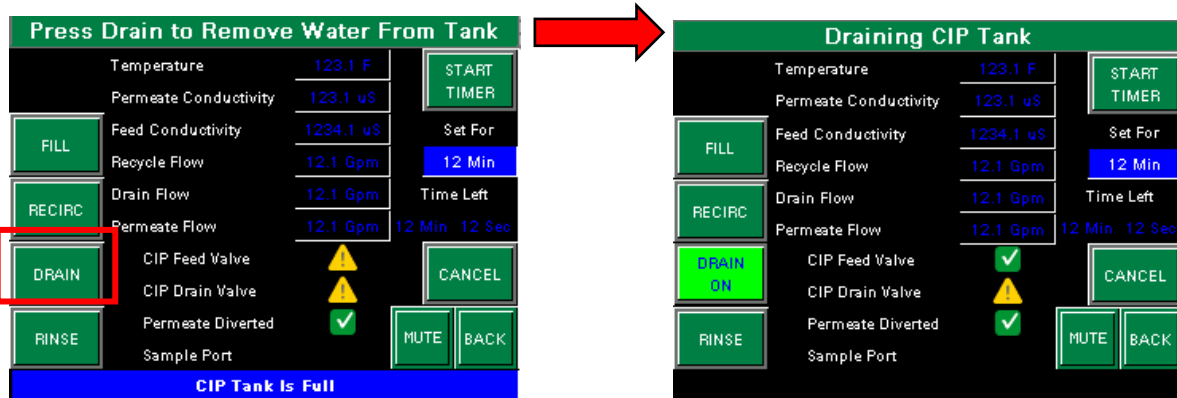 Press Drain to Remove Water From Tank
Temperature 123.1 F
START TIMER
Permeate Conductivity 123.1 uS
FILL
Feed Conductivity 1234.1 uS
Set For
Recycle Flow 12.1 Gpm
12 Min
RECIRC
Drain Flow 12.1 Gpm
Time Left
Permeate Flow 12.1 Gpm
12 Min 12 Sec
DRAIN
CIP Feed Valve
CANCEL
CIP Drain Valve
RINSE
Permeate Diverted
MUTE
BACK
Sample Port
CIP Tank Is Full
Draining CIP Tank
Temperature 123.1 F
START TIMER
Permeate Conductivity 123.1 uS
FILL
Feed Conductivity 1234.1 uS
Set For
Recycle Flow 12.1 Gpm
12 Min
RECIRC
Drain Flow 12.1 Gpm
Time Left
Permeate Flow 12.1 Gpm
12 Min 12 Sec
DRAIN ON
CIP Feed Valve
CANCEL
CIP Drain Valve
RINSE
Permeate Diverted
MUTE
BACK
Sample Port